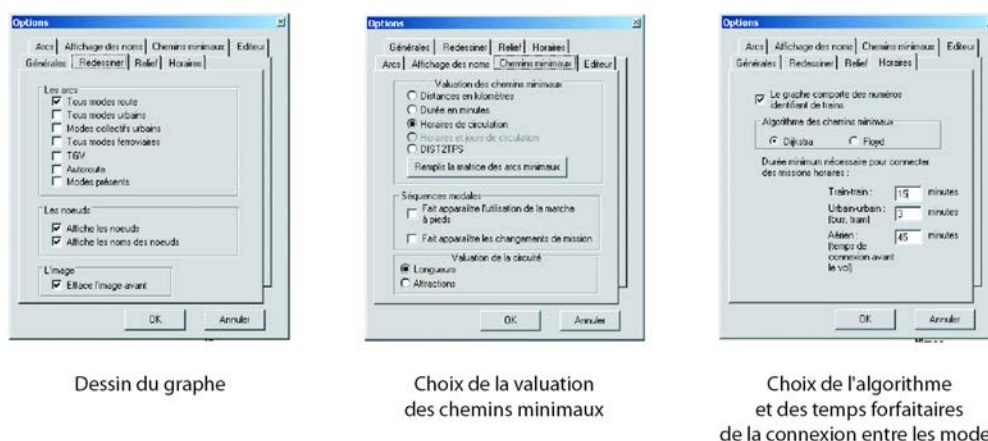 Options
Arcs Affichage des noms Chemins minimaux Editeur
Générales Redessiner Relief Horaires
Les arcs
Tous modes route
Tous modes urbains
Modes collectifs urbains
Tous modes ferroviaires
TGV
Autoroute
Modes présents
Les noeuds
Affiche les noeuds
Affiche les noms des noeuds
L'image
Efface l'image avant
OK Annuler
Dessin du graphe
Options
Générales Redessiner Relief Horaires
Arcs Affichage des noms Chemins minimaux Editeur
Valuation des chemins minimaux
Distances en kilomètres
Durée en minutes
Horaires de circulation
Horaires et jours de circulation
DIST2TPS
Remplis la matrice des arcs minimaux
Séquences modales
Fait apparaître l'utilisation de la marche
à pieds
Fait apparaître les changements de mission
Valuation de la circuité
Longueurs
Attractions
OK Annuler
Choix de la valuation
des chemins minimaux
Options
Arcs Affichage des noms Chemins minimaux Editeur
Générales Redessiner Relief Horaires
Le graphe comporte des numéros
identifiant de trains
Algorithme des chemins minimaux
Dijkstra Floyd
Durée minimum nécessaire pour connecter
des missions horaires :
Train-train : 15 minutes
Urbain-urbain : 3 minutes
(bus, tram)
Aérien : 45 minutes
(temps de
connexion avant
le vol)
OK Annuler
Choix de l'algorithme
et des temps forfaitaires
de la connexion entre les mode